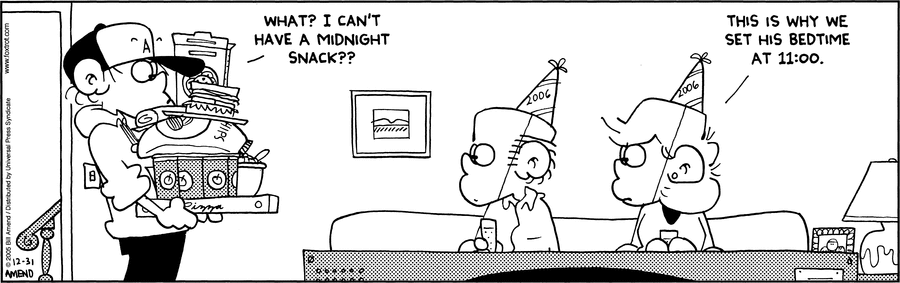 WHAT? I CAN'T
HAVE A MIDNIGHT
SNACK??
THIS IS WHY WE
SET HIS BEDTIME
AT 11:00.
A
Pizza
2006
2006
www.foxtrot.com
© 2005 Bill Amend / Distributed by Universal Press Syndicate
12-31
AMEND